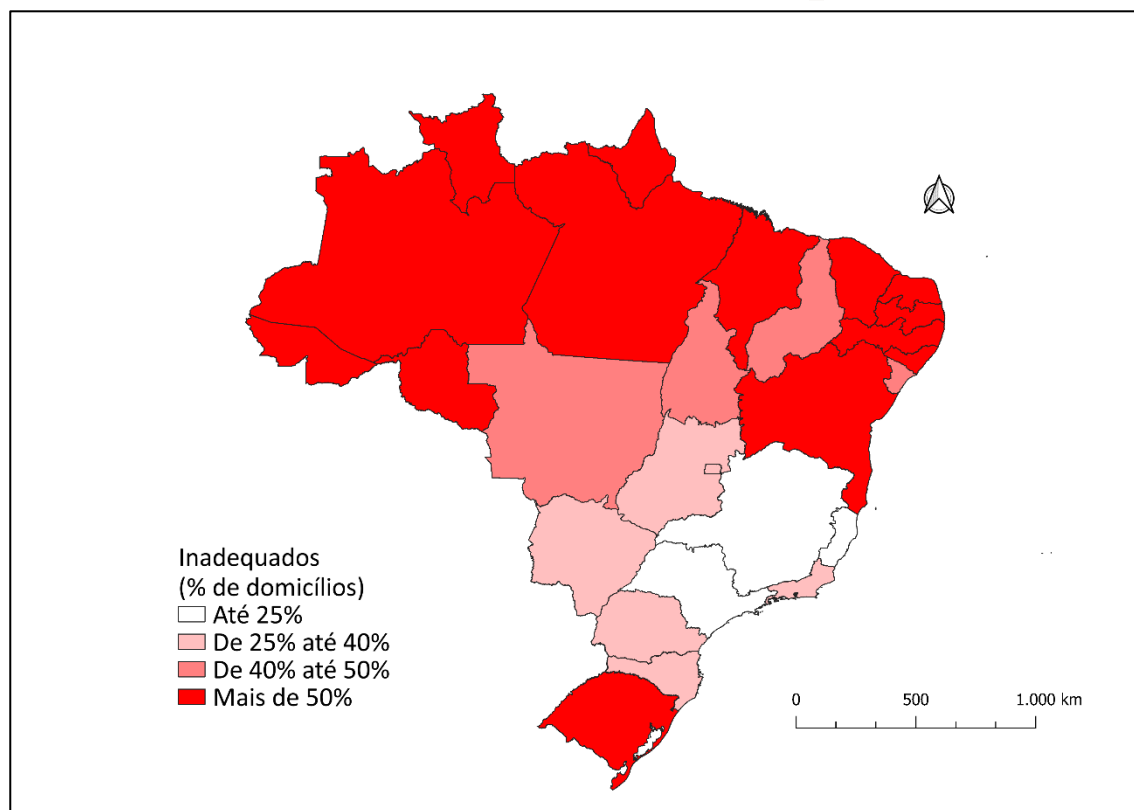 Inadequados
(% de domicílios)
Até 25%
De 25% até 40%
De 40% até 50%
Mais de 50%
0 500 1.000 km